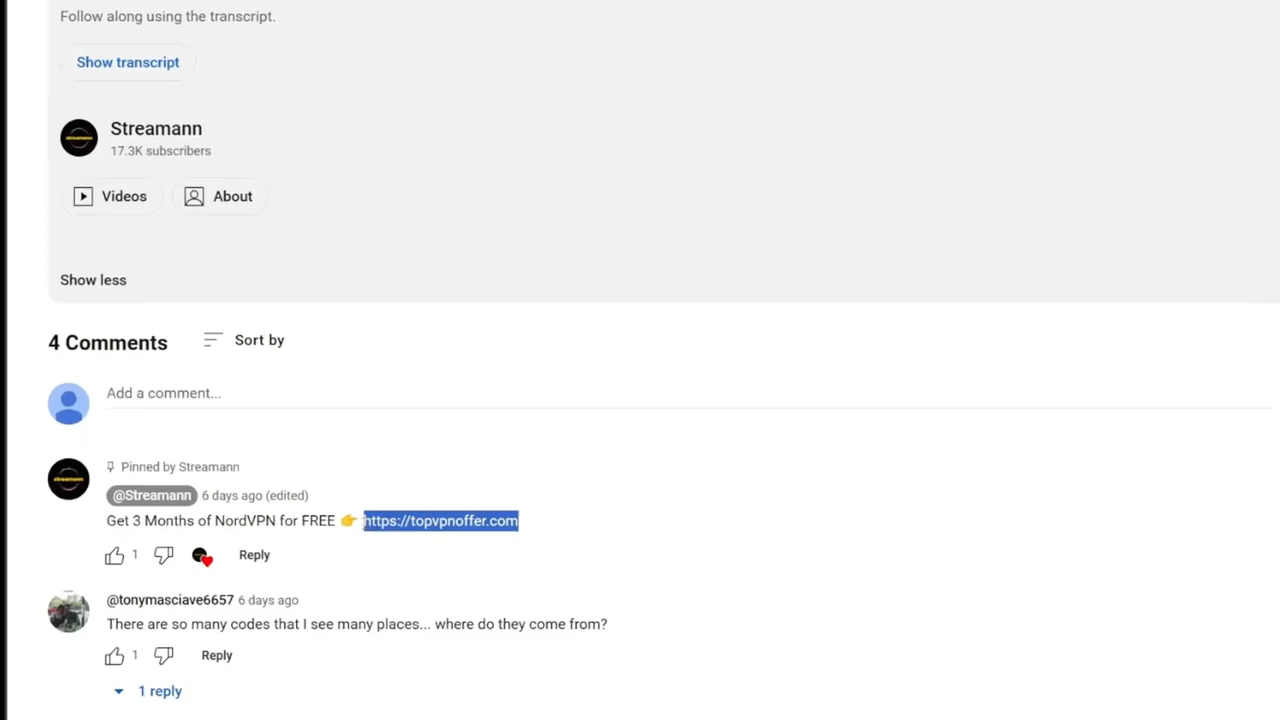 Follow along using the transcript.
Show transcript
Streamann
17.3K subscribers
Videos
About
Show less
4 Comments
Sort by
Add a comment...
Pinned by Streamann
@Streamann 6 days ago (edited)
Get 3 Months of NordVPN for FREE 👉 https://topvpnoffer.com
1
Reply
@tonymasciave6657 6 days ago
There are so many codes that I see many places... where do they come from?
1
Reply
1 reply